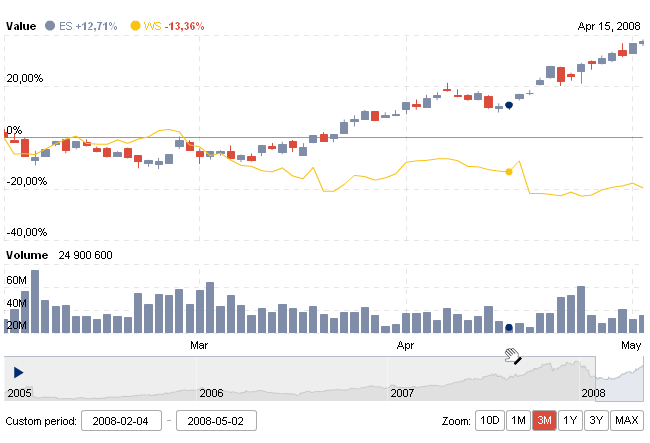 Value ES +12,71% WS -13,36% Apr 15, 2008
20,00%
0%
-20,00%
-40,00%
Volume 24 900 600
60M
40M
20M
Mar Apr May
2005 2006 2007 2008
Custom period: 2008-02-04 - 2008-05-02 Zoom: 10D 1M 3M 1Y 3Y MAX